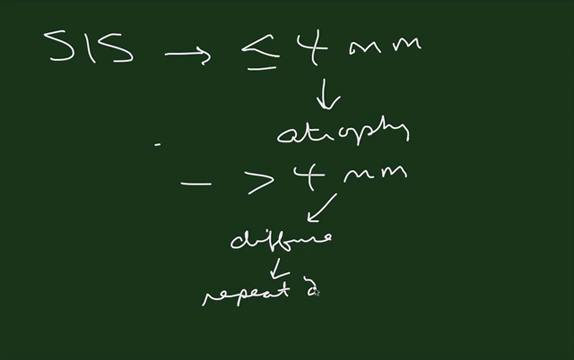 SIS → ≤ 4 mm
↓
atrophy
- > 4 mm
↙
diffuse
↓
repeat